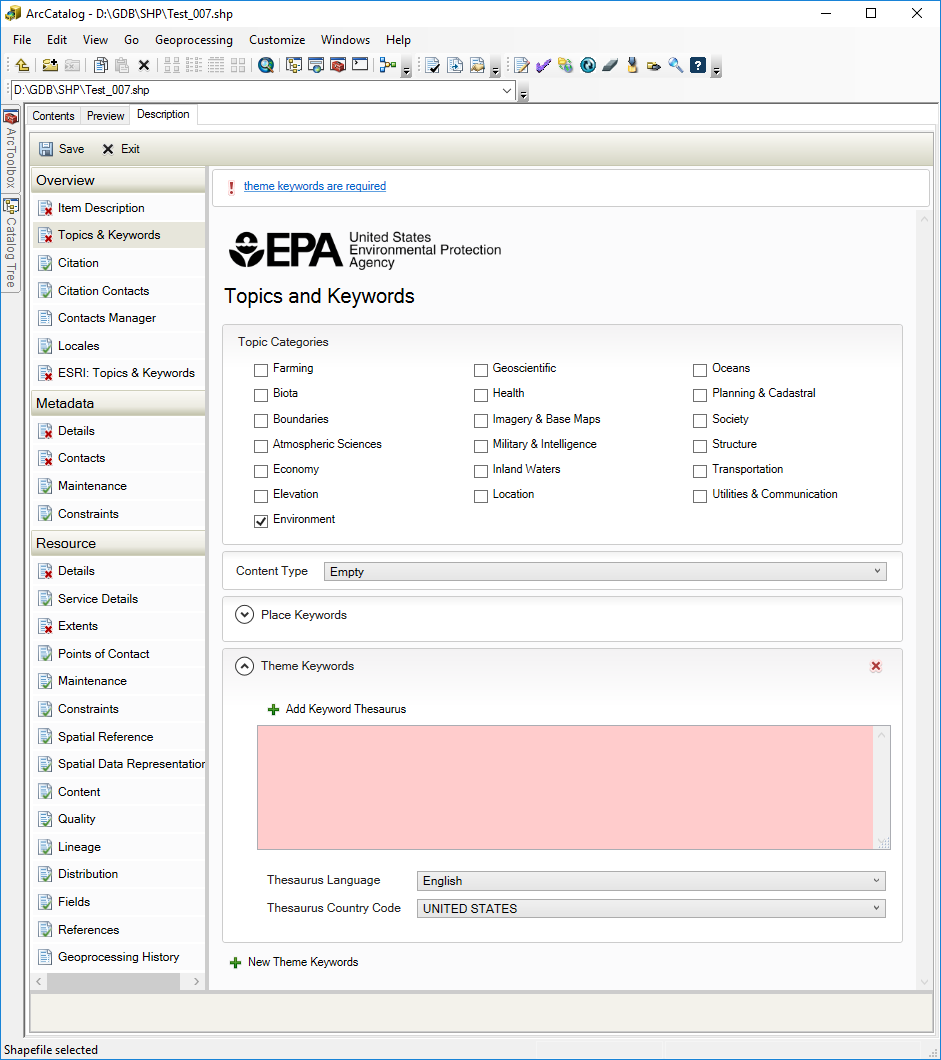 ArcCatalog - D:\GDB\SHP\Test_007.shp
File Edit View Go Geoprocessing Customize Windows Help
D:\GDB\SHP\Test_007.shp
Contents Preview Description
ArcToolbox
Catalog Tree
Save Exit
Overview
Item Description
Topics & Keywords
Citation
Citation Contacts
Contacts Manager
Locales
ESRI: Topics & Keywords
Metadata
Details
Contacts
Maintenance
Constraints
Resource
Details
Service Details
Extents
Points of Contact
Maintenance
Constraints
Spatial Reference
Spatial Data Representation
Content
Quality
Lineage
Distribution
Fields
References
Geoprocessing History
theme keywords are required
EPA
United States
Environmental Protection
Agency
Topics and Keywords
Topic Categories
Farming Geoscientific Oceans
Biota Health Planning & Cadastral
Boundaries Imagery & Base Maps Society
Atmospheric Sciences Military & Intelligence Structure
Economy Inland Waters Transportation
Elevation Location Utilities & Communication
Environment
Content Type Empty
Place Keywords
Theme Keywords
Add Keyword Thesaurus
Thesaurus Language English
Thesaurus Country Code UNITED STATES
New Theme Keywords
Shapefile selected